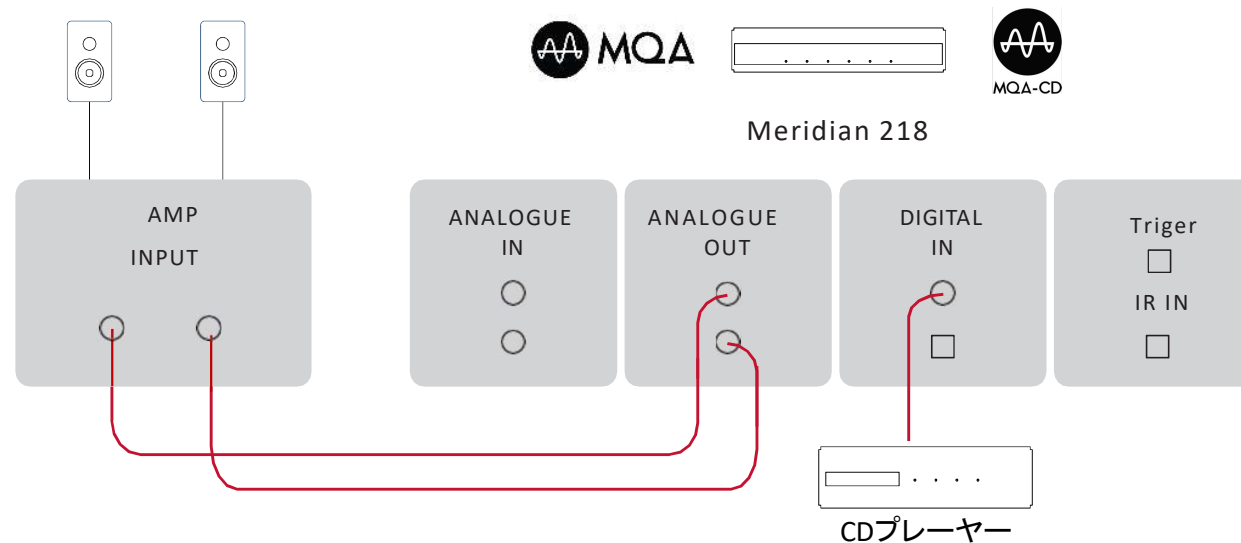 MQA
MQA-CD
Meridian 218
AMP
INPUT
ANALOGUE
IN
ANALOGUE
OUT
DIGITAL
IN
Triger
IR IN
CDプレーヤー